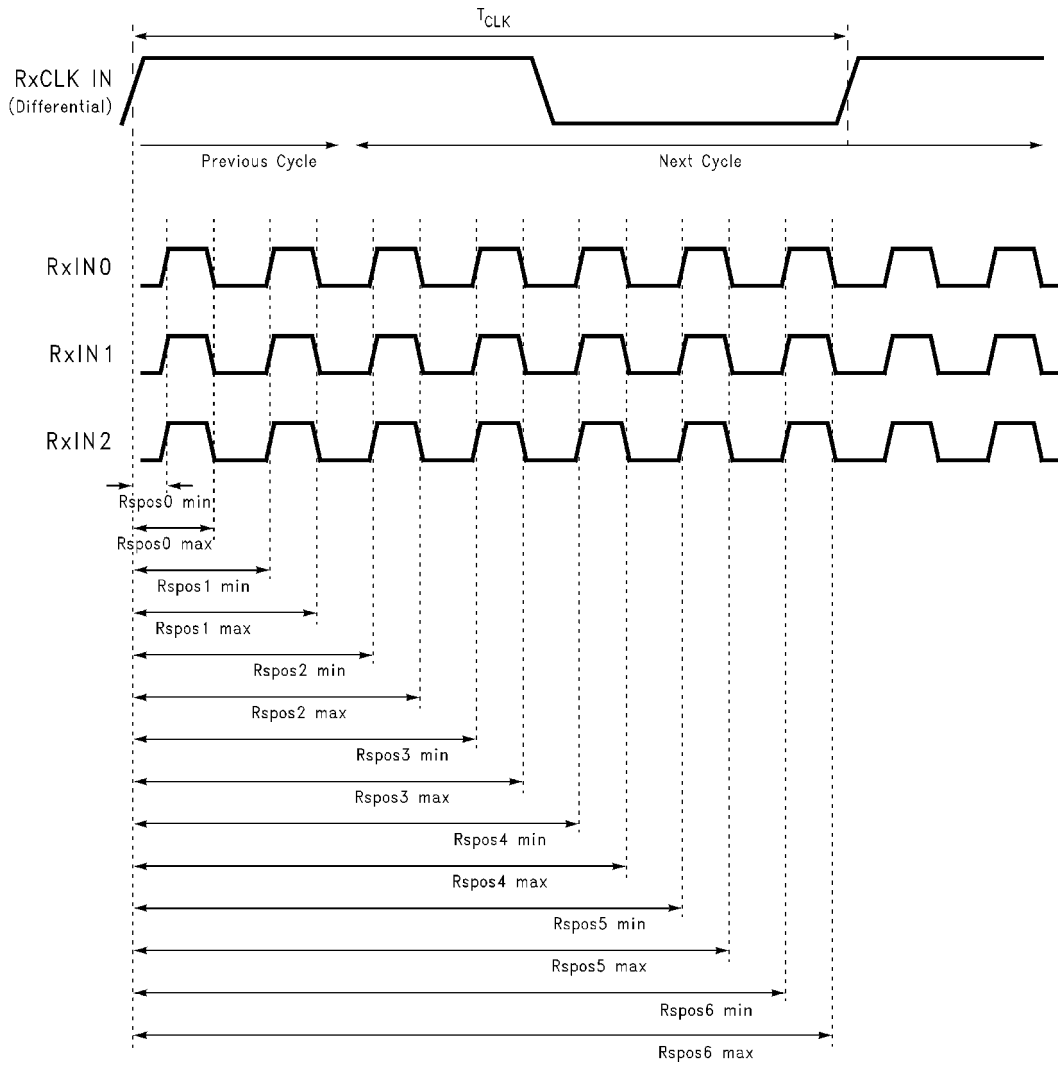 TCLK
RxCLK IN
(Differential)
Previous Cycle
Next Cycle
RxIN0
RxIN1
RxIN2
Rspos0 min
Rspos0 max
Rspos1 min
Rspos1 max
Rspos2 min
Rspos2 max
Rspos3 min
Rspos3 max
Rspos4 min
Rspos4 max
Rspos5 min
Rspos5 max
Rspos6 min
Rspos6 max